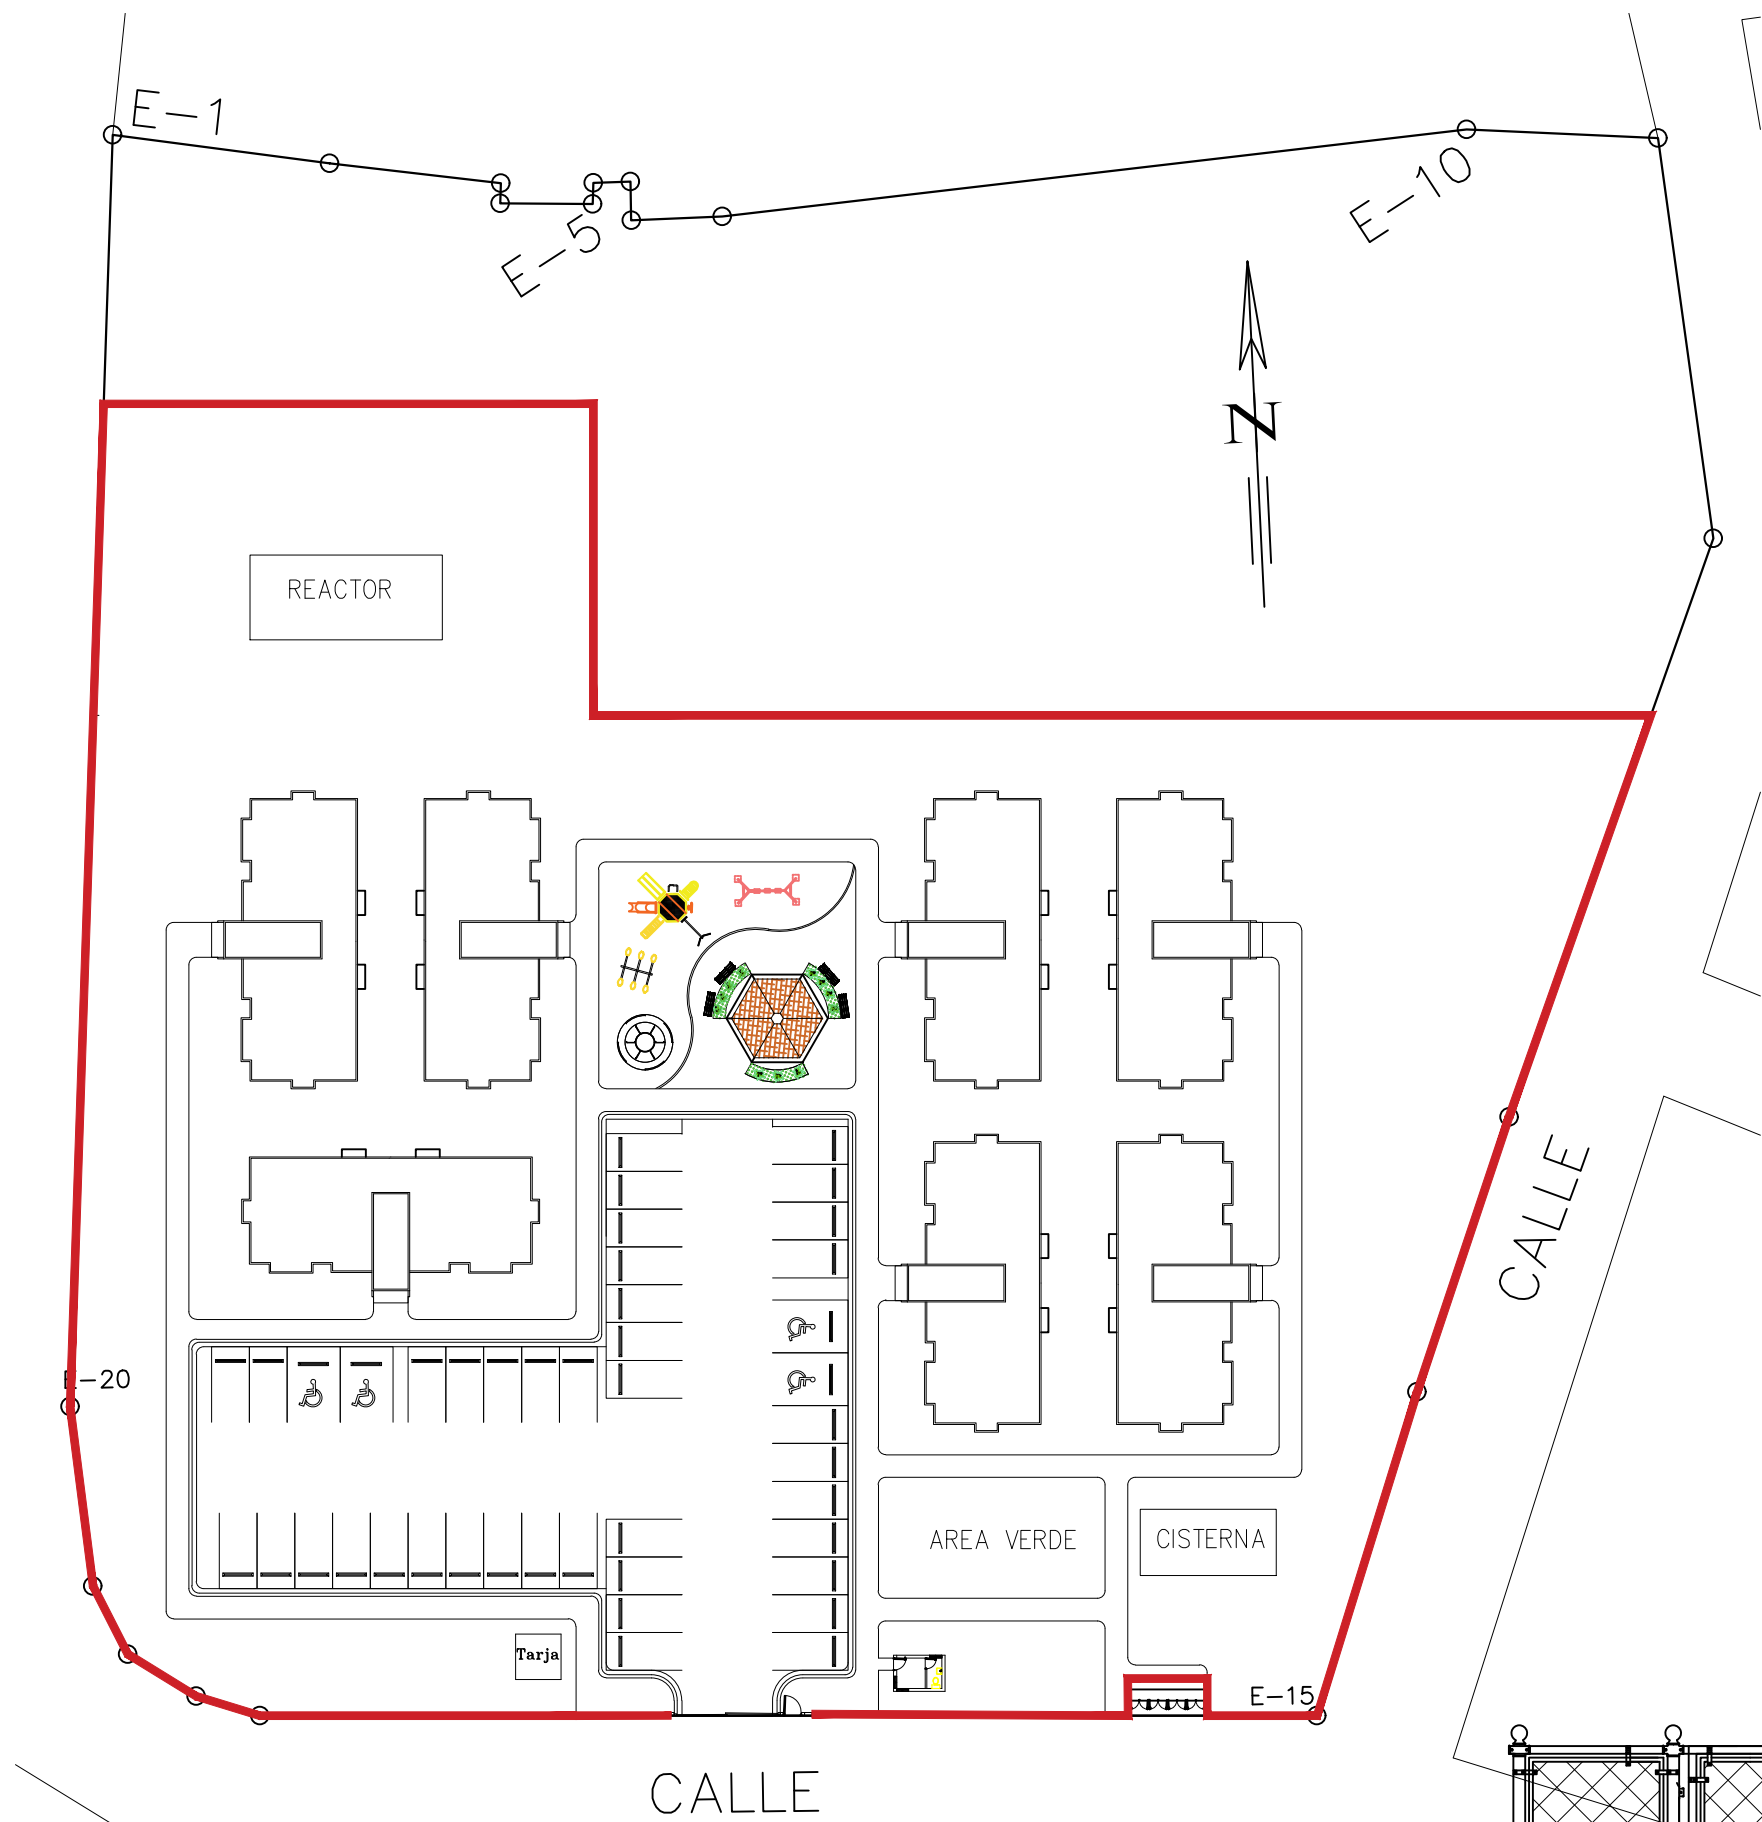 E-1
E-5
E-10
N
REACTOR
CALLE
E-20
AREA VERDE
CISTERNA
Tarja
E-15
CALLE